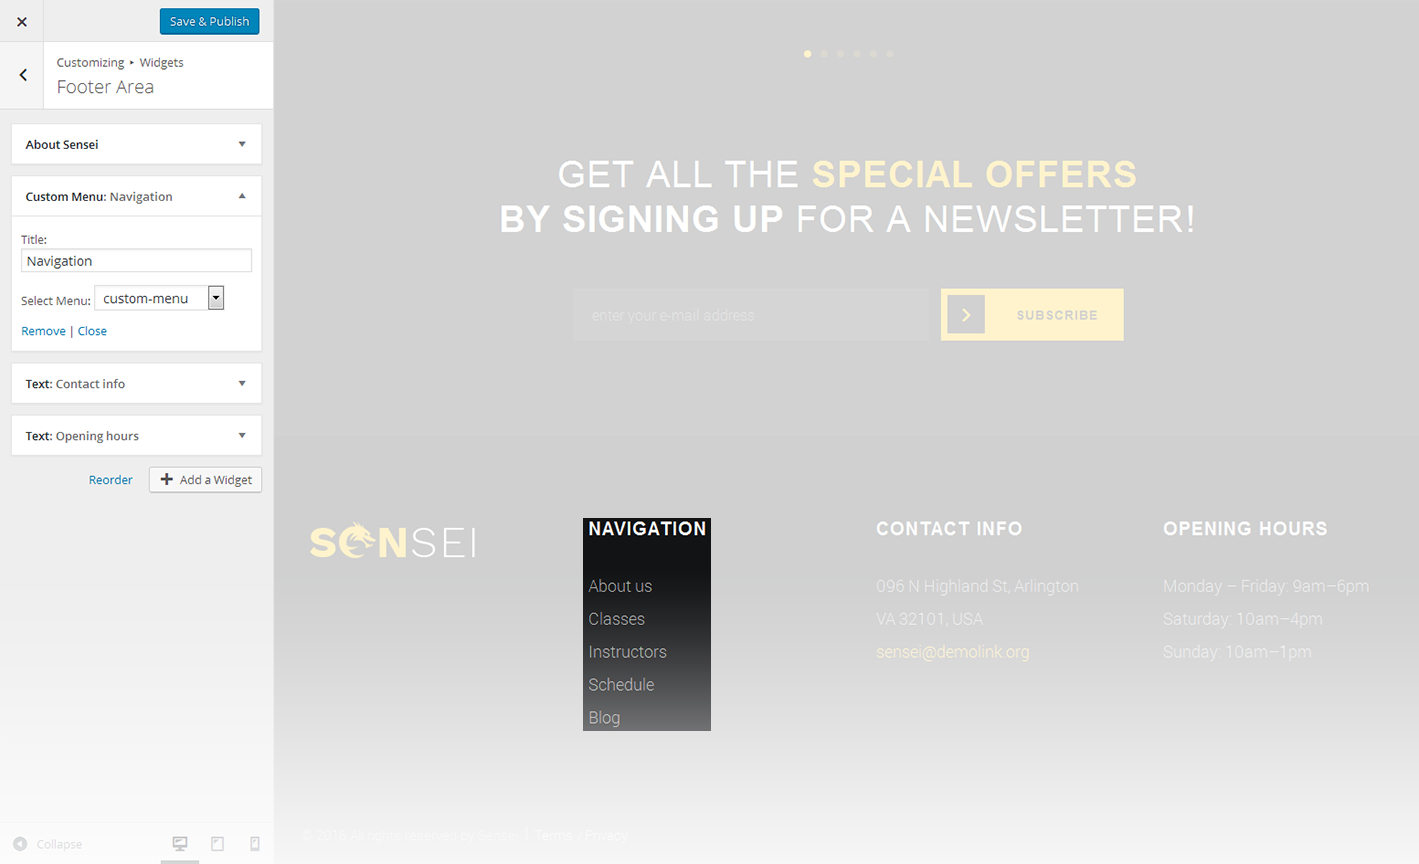 Save & Publish
Customizing ▸ Widgets
Footer Area
About Sensei
Custom Menu: Navigation
Title:
Navigation
Select Menu: custom-menu
Remove | Close
Text: Contact info
Text: Opening hours
Reorder
Add a Widget
Collapse
GET ALL THE SPECIAL OFFERS
BY SIGNING UP FOR A NEWSLETTER!
enter your e-mail address
SUBSCRIBE
SENSEI
NAVIGATION
About us
Classes
Instructors
Schedule
Blog
CONTACT INFO
096 N Highland St, Arlington
VA 32101, USA
sensei@demolink.org
OPENING HOURS
Monday – Friday: 9am–6pm
Saturday: 10am–4pm
Sunday: 10am–1pm
Terms / Privacy